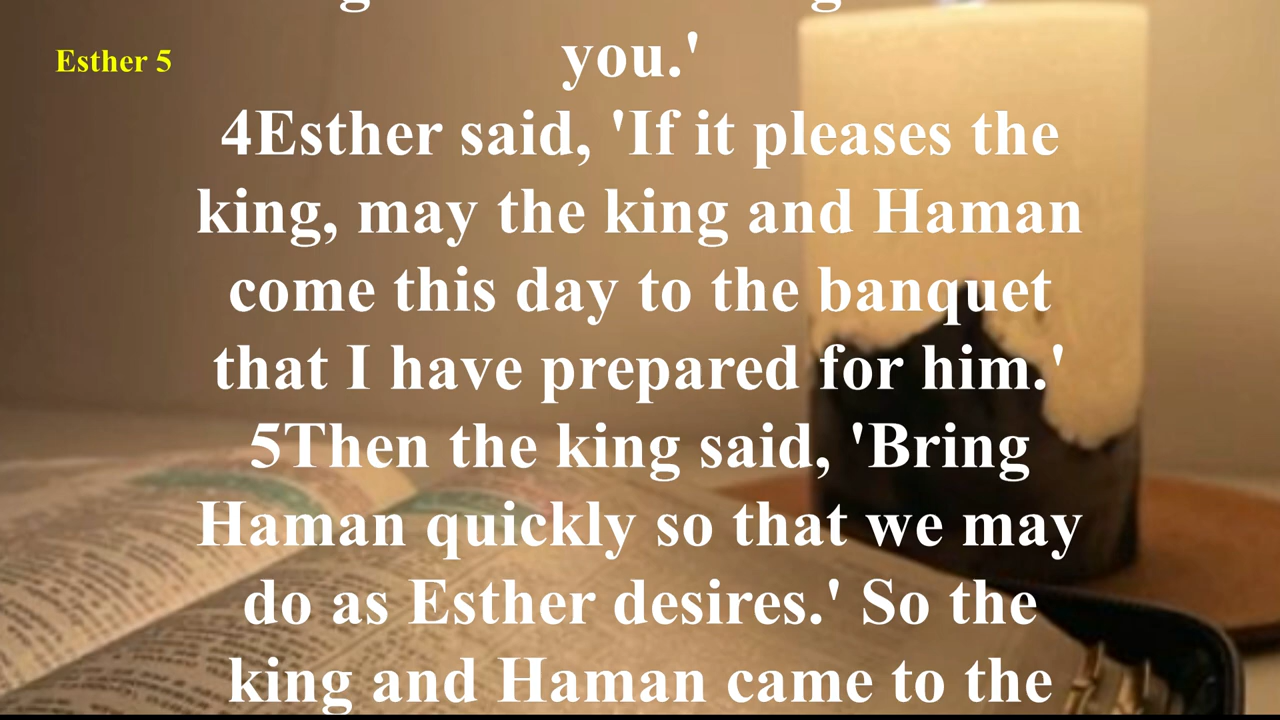 you.'
Esther 5
4Esther said, 'If it pleases the
king, may the king and Haman
come this day to the banquet
that I have prepared for him.'
5Then the king said, 'Bring
Haman quickly so that we may
do as Esther desires.' So the
king and Haman came to the